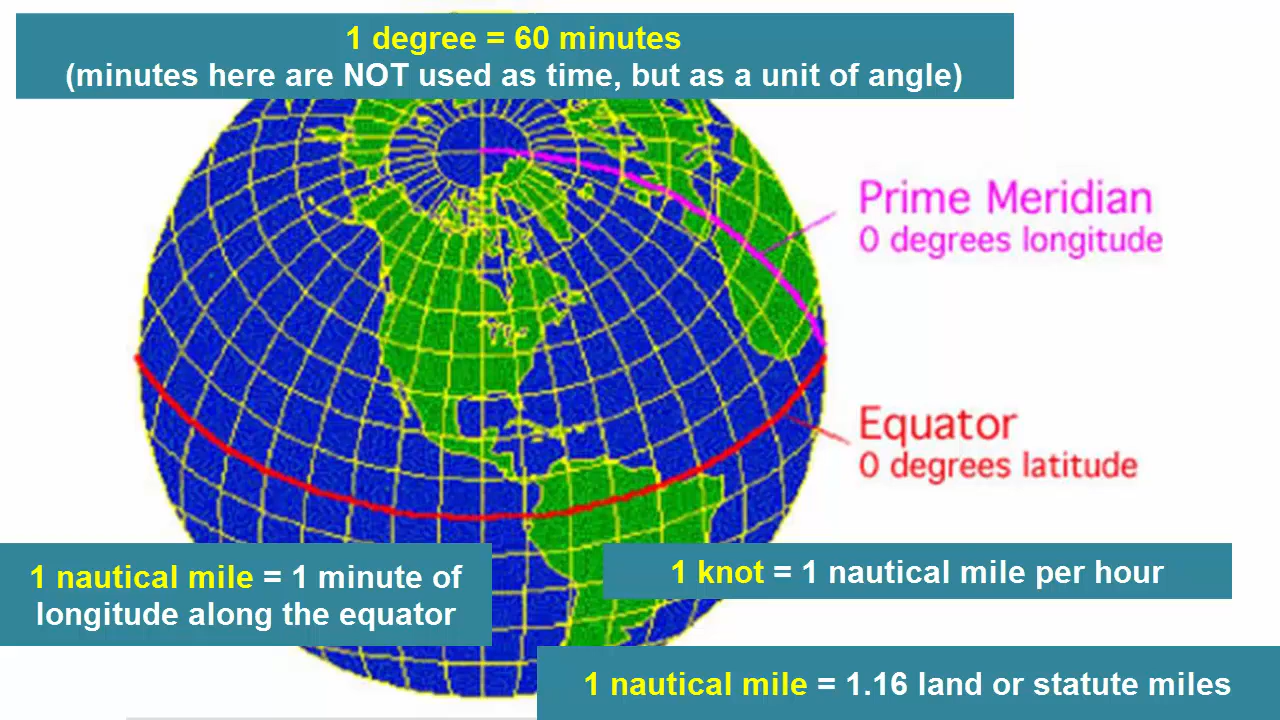 1 degree = 60 minutes
(minutes here are NOT used as time, but as a unit of angle)
Prime Meridian
0 degrees longitude
Equator
0 degrees latitude
1 nautical mile = 1 minute of
longitude along the equator
1 knot = 1 nautical mile per hour
1 nautical mile = 1.16 land or statute miles